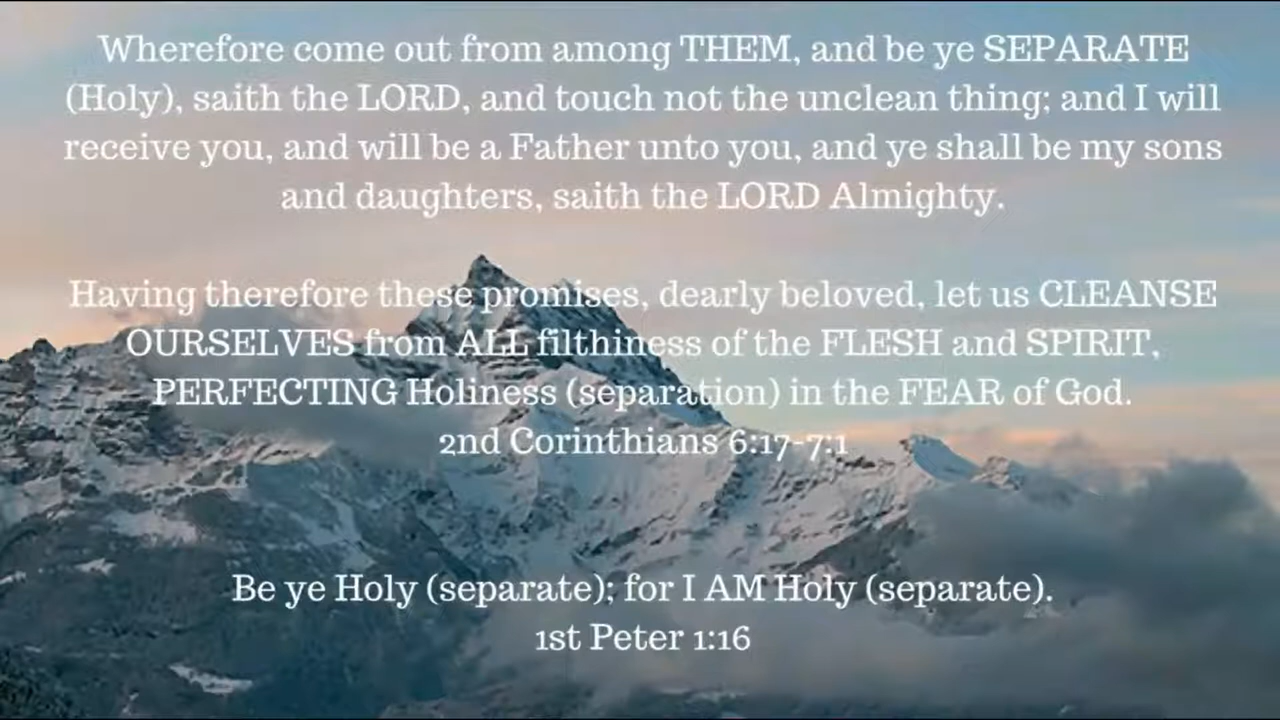 Wherefore come out from among THEM, and be ye SEPARATE
(Holy), saith the LORD, and touch not the unclean thing; and I will
receive you, and will be a Father unto you, and ye shall be my sons
and daughters, saith the LORD Almighty.
Having therefore these promises, dearly beloved, let us CLEANSE
OURSELVES from ALL filthiness of the FLESH and SPIRIT,
PERFECTING Holiness (separation) in the FEAR of God.
2nd Corinthians 6:17-7:1
Be ye Holy (separate); for I AM Holy (separate).
1st Peter 1:16